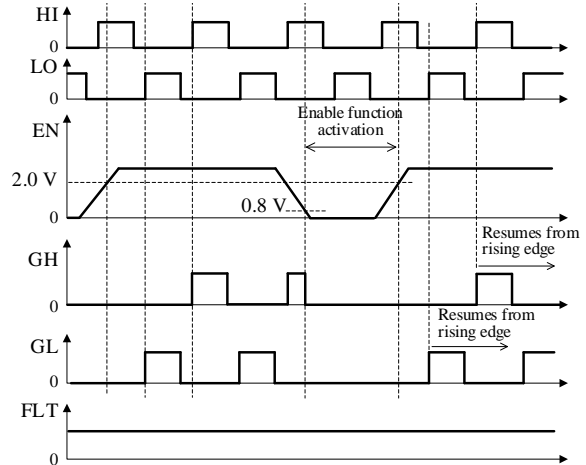 HI
0
LO
0
Enable function
activation
EN
2.0 V
0.8 V
0
Resumes from
rising edge
GH
0
Resumes from
rising edge
GL
0
FLT
0